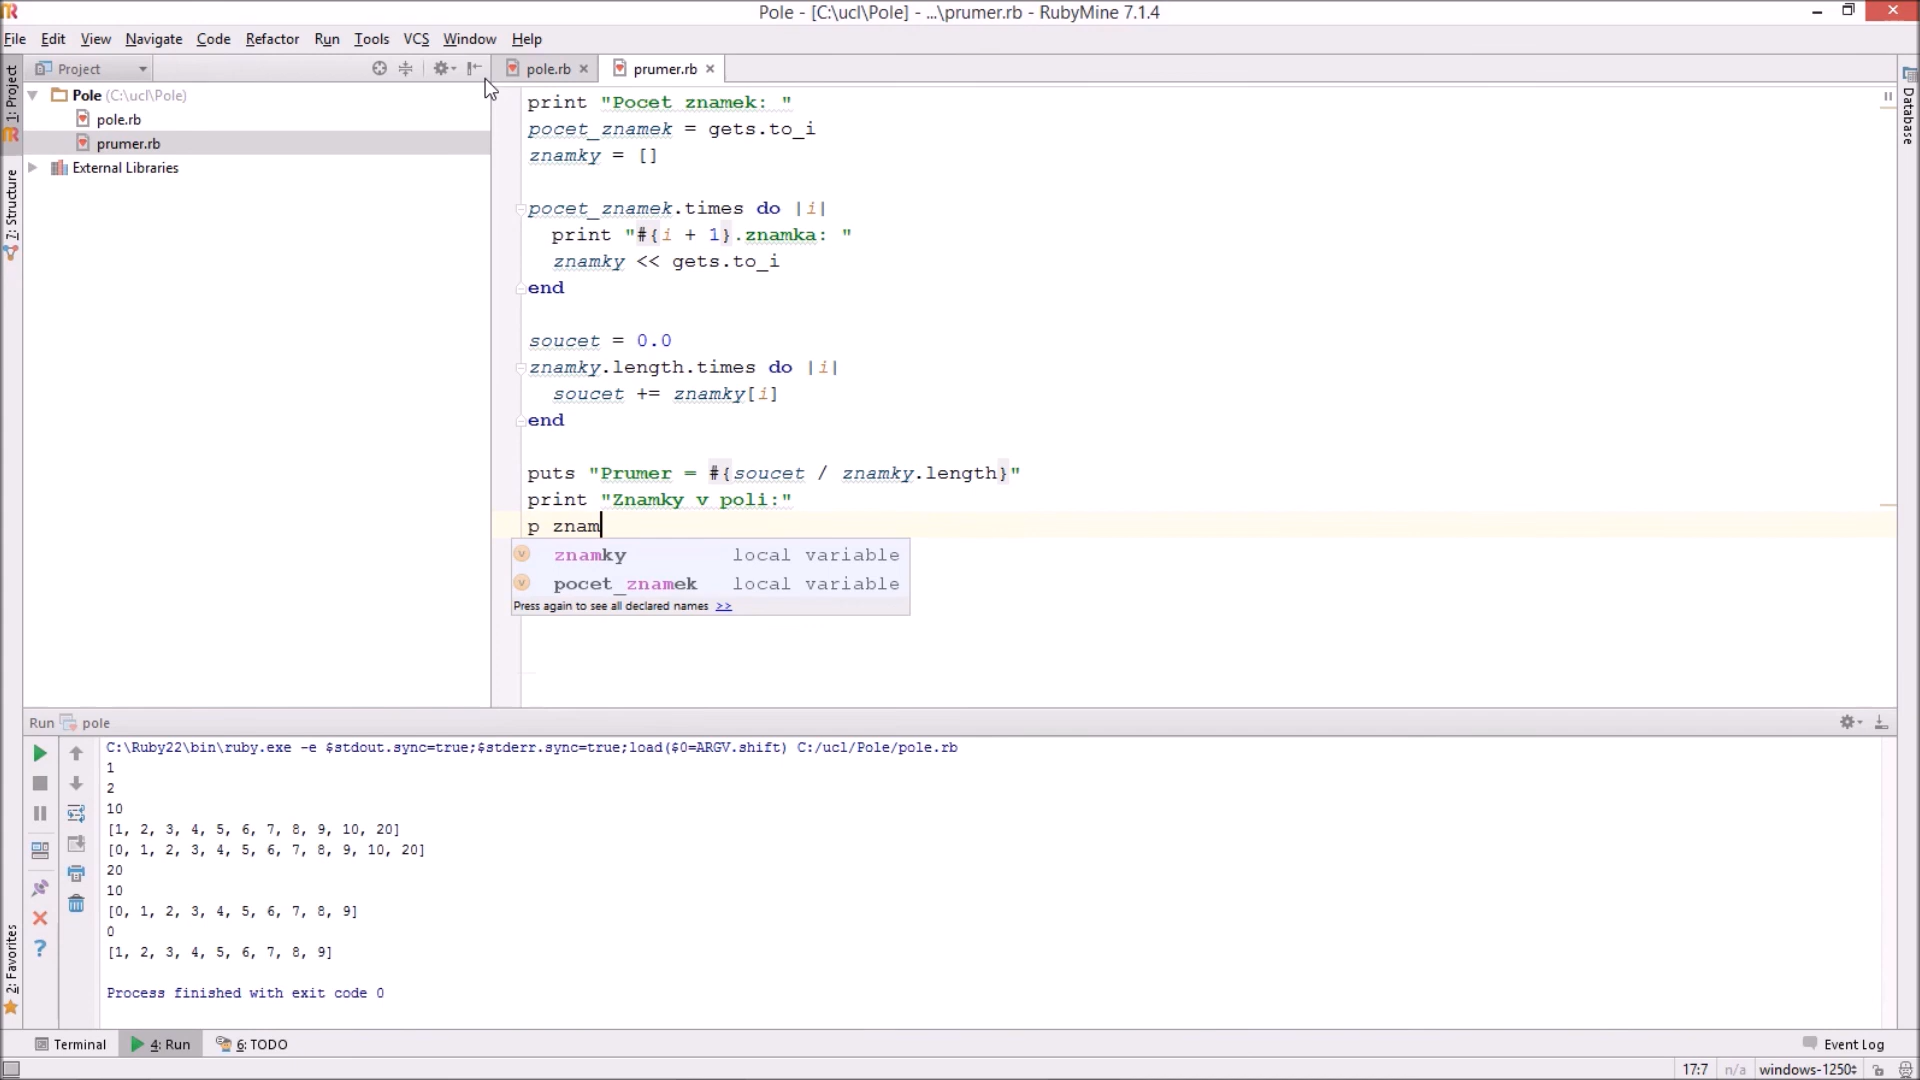 Pole - [C:\ucl\Pole] - ...\prumer.rb - RubyMine 7.1.4
File Edit View Navigate Code Refactor Run Tools VCS Window Help
Project
pole.rb
prumer.rb
1: Project
7: Structure
2: Favorites
Database
Pole (C:\ucl\Pole)
pole.rb
prumer.rb
External Libraries
print "Pocet znamek: "
pocet_znamek = gets.to_i
znamky = []
pocet_znamek.times do |i|
print "#{i + 1}.znamka: "
znamky << gets.to_i
end
soucet = 0.0
znamky.length.times do |i|
soucet += znamky[i]
end
puts "Prumer = #{soucet / znamky.length}"
print "Znamky v poli:"
p znam
znamky local variable
pocet_znamek local variable
Press again to see all declared names >>
Run pole
C:\Ruby22\bin\ruby.exe -e $stdout.sync=true;$stderr.sync=true;load($0=ARGV.shift) C:/ucl/Pole/pole.rb
1
2
10
[1, 2, 3, 4, 5, 6, 7, 8, 9, 10, 20]
[0, 1, 2, 3, 4, 5, 6, 7, 8, 9, 10, 20]
20
10
[0, 1, 2, 3, 4, 5, 6, 7, 8, 9]
0
[1, 2, 3, 4, 5, 6, 7, 8, 9]
Process finished with exit code 0
Terminal 4: Run 6: TODO Event Log
17:7 n/a windows-1250